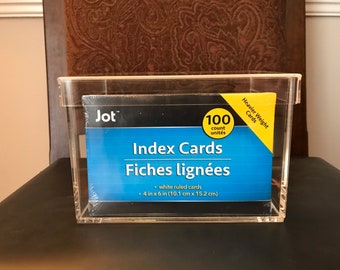 Jot™
100
count
unités
Heavier Weight
Cards
Index Cards
Fiches lignées
• white ruled cards
• 4 in x 6 in (10.1 cm x 15.2 cm)